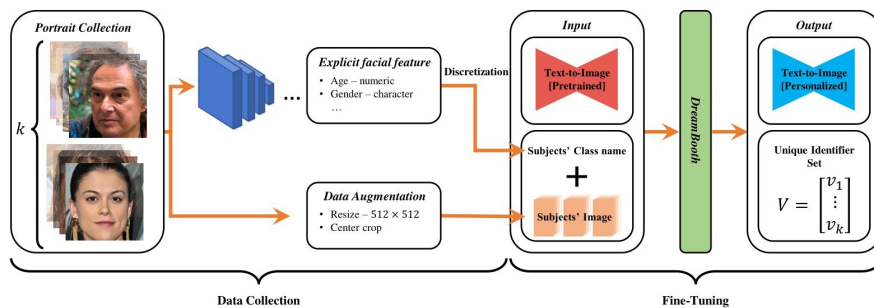 Portrait Collection
k
Explicit facial feature
• Age – numeric
• Gender – character
...
...
Discretization
Data Augmentation
• Resize – 512 × 512
• Center crop
Input
Text-to-Image
[Pretrained]
Subjects' Class name
+
Subjects' Image
DreamBooth
Output
Text-to-Image
[Personalized]
Unique Identifier
Set
V = [v1]
⋮
[vk]
Data Collection
Fine-Tuning